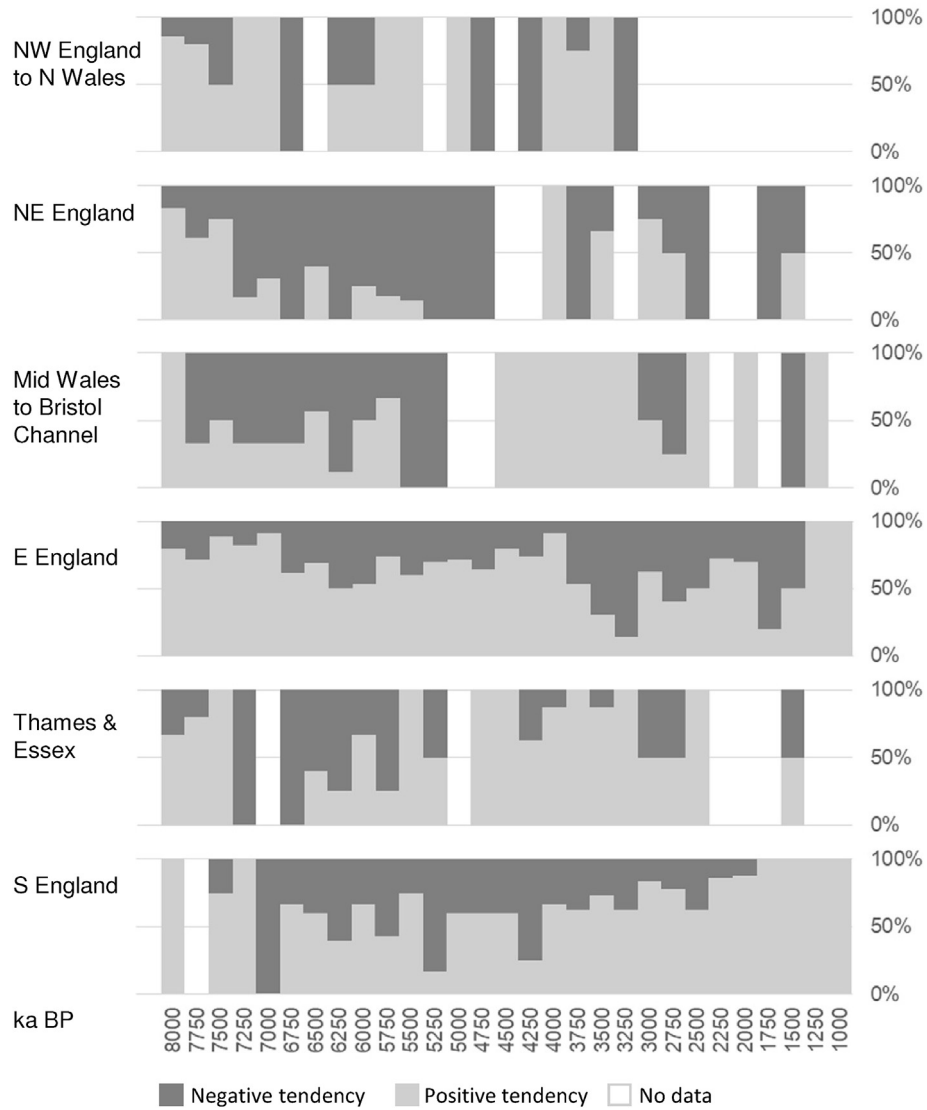 100%
NW England
to N Wales
50%
0%
100%
NE England
50%
0%
100%
Mid Wales
to Bristol
Channel
50%
0%
100%
E England
50%
0%
100%
Thames &
Essex
50%
0%
100%
S England
50%
0%
ka BP
8000 7750 7500 7250 7000 6750 6500 6250 6000 5750 5500 5250 5000 4750 4500 4250 4000 3750 3500 3250 3000 2750 2500 2250 2000 1750 1500 1250 1000
Negative tendency Positive tendency No data